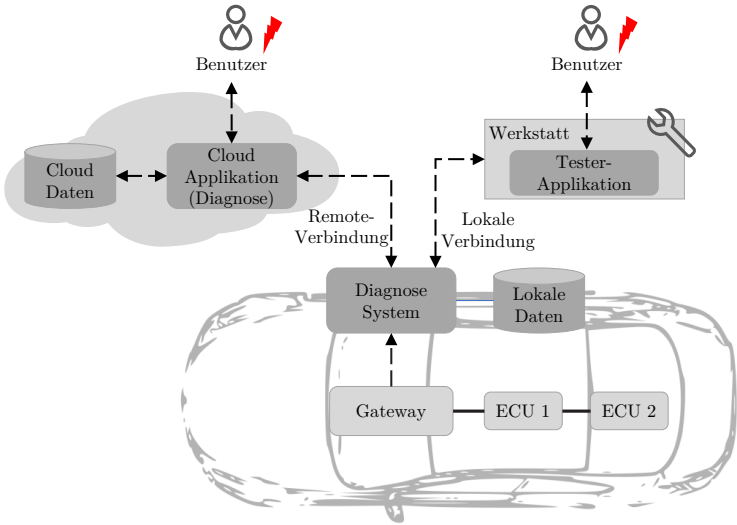 Benutzer
Benutzer
Werkstatt
Cloud
Daten
Cloud
Applikation
(Diagnose)
Tester-
Applikation
Remote-
Verbindung
Lokale
Verbindung
Diagnose
System
Lokale
Daten
Gateway
ECU 1
ECU 2